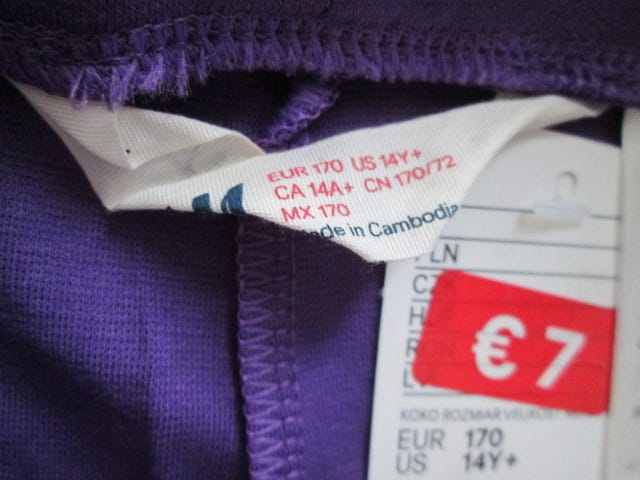 EUR 170 US 14Y+
CA 14A+ CN 170/72
MX 170
Made in Cambodia
PLN
€ 7
KOKO ROZMIAR VELKOST
EUR 170
US 14Y+